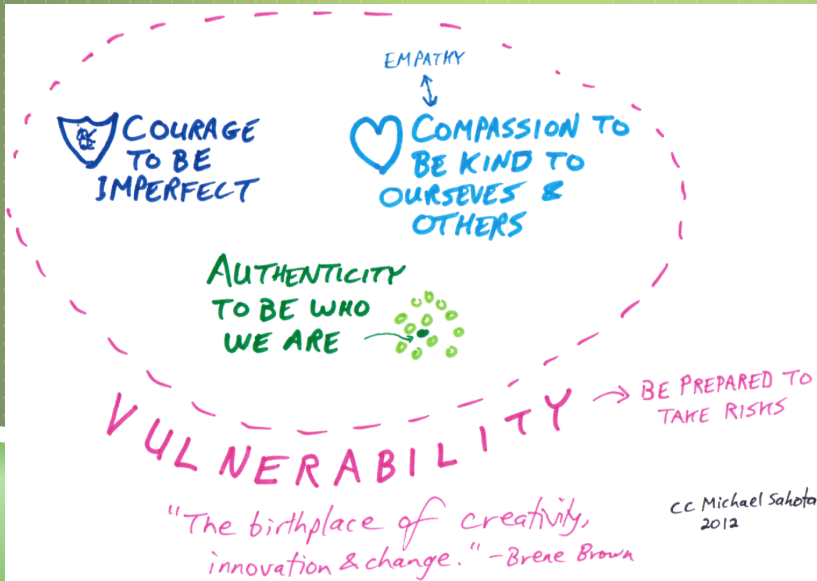 EMPATHY
COURAGE
TO BE
IMPERFECT
COMPASSION TO
BE KIND TO
OURSEVES &
OTHERS
AUTHENTICITY
TO BE WHO
WE ARE
VULNERABILITY
BE PREPARED TO
TAKE RISKS
"The birthplace of creativity,
innovation & change." - Brene Brown
cc Michael Sahota
2012